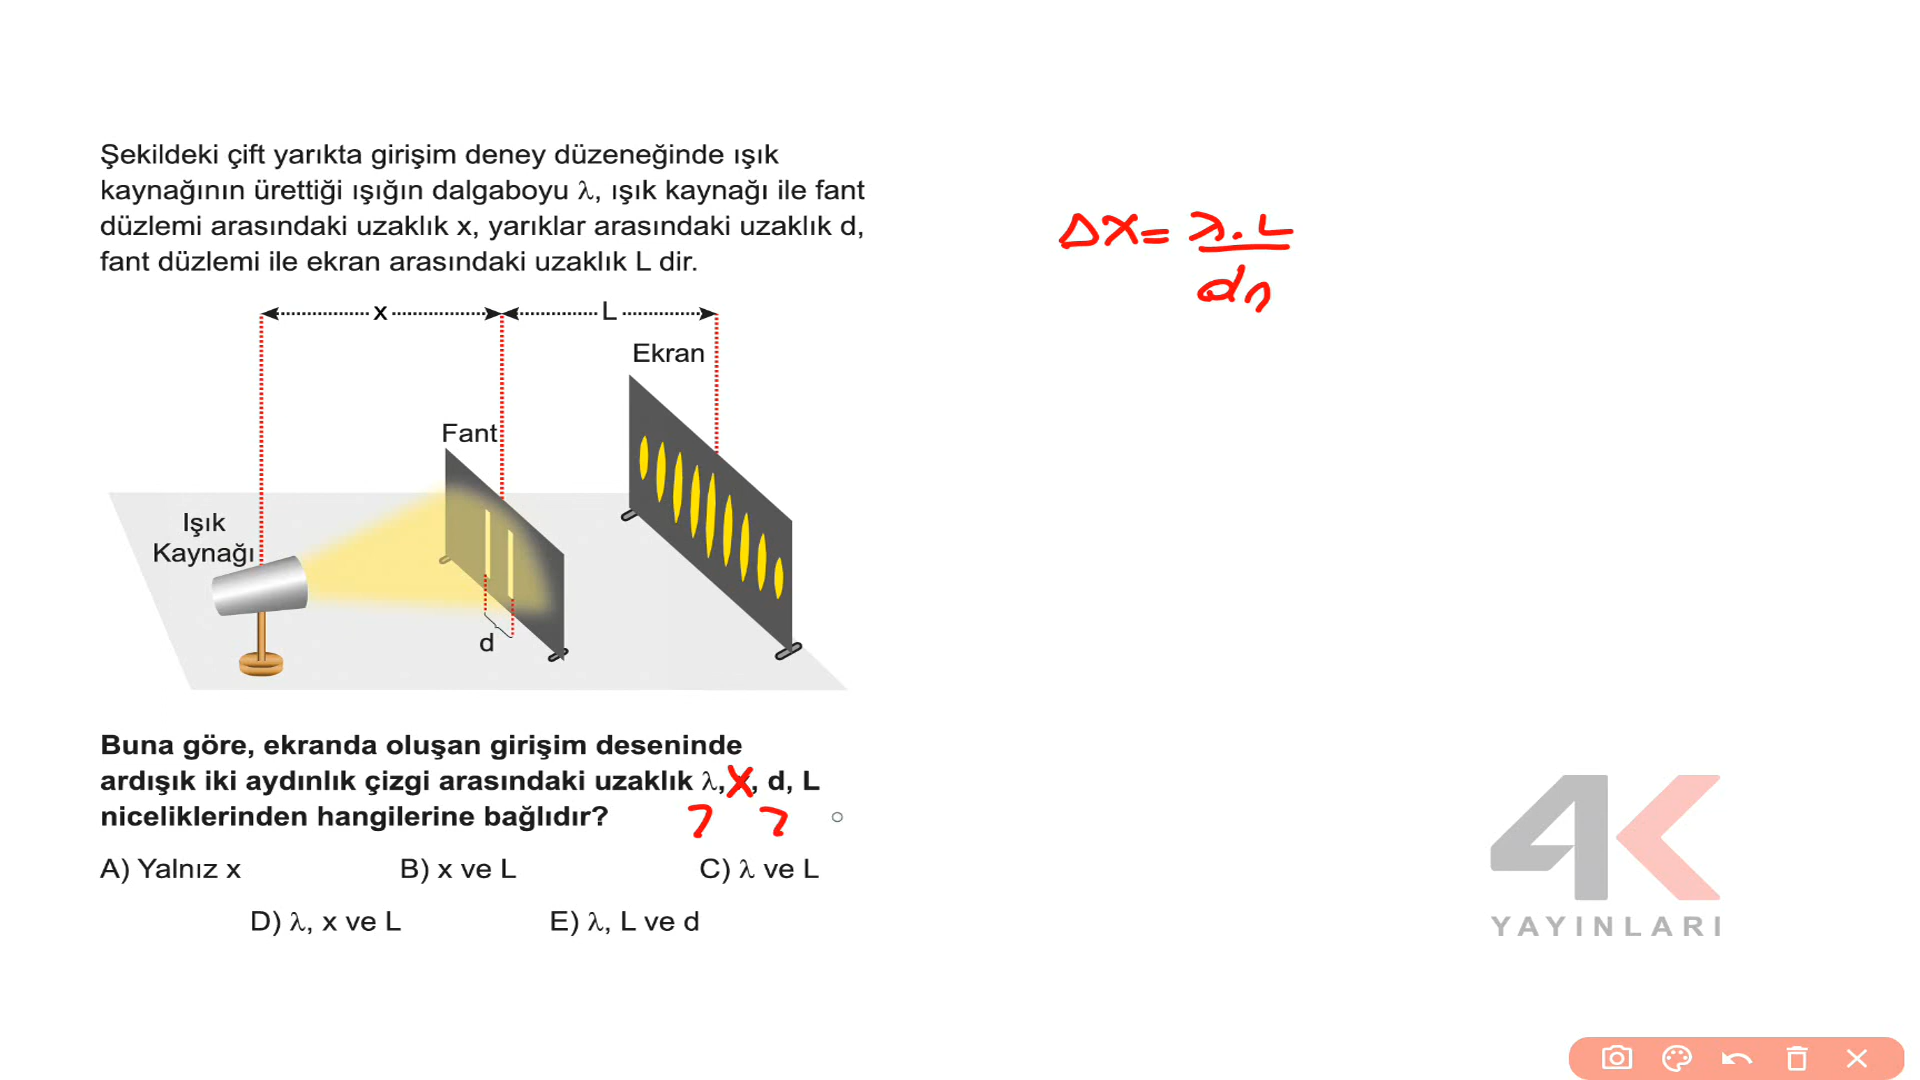 Şekildeki çift yarıkta girişim deney düzeneğinde ışık
kaynağının ürettiği ışığın dalgaboyu λ, ışık kaynağı ile fant
düzlemi arasındaki uzaklık x, yarıklar arasındaki uzaklık d,
fant düzlemi ile ekran arasındaki uzaklık L dir.
Δx = λ.L
dn
x
L
Ekran
Fant
Işık
Kaynağı
d
Buna göre, ekranda oluşan girişim deseninde
ardışık iki aydınlık çizgi arasındaki uzaklık λ, x, d, L
niceliklerinden hangilerine bağlıdır?
A) Yalnız x
B) x ve L
C) λ ve L
D) λ, x ve L
E) λ, L ve d
4K
YAYINLARI